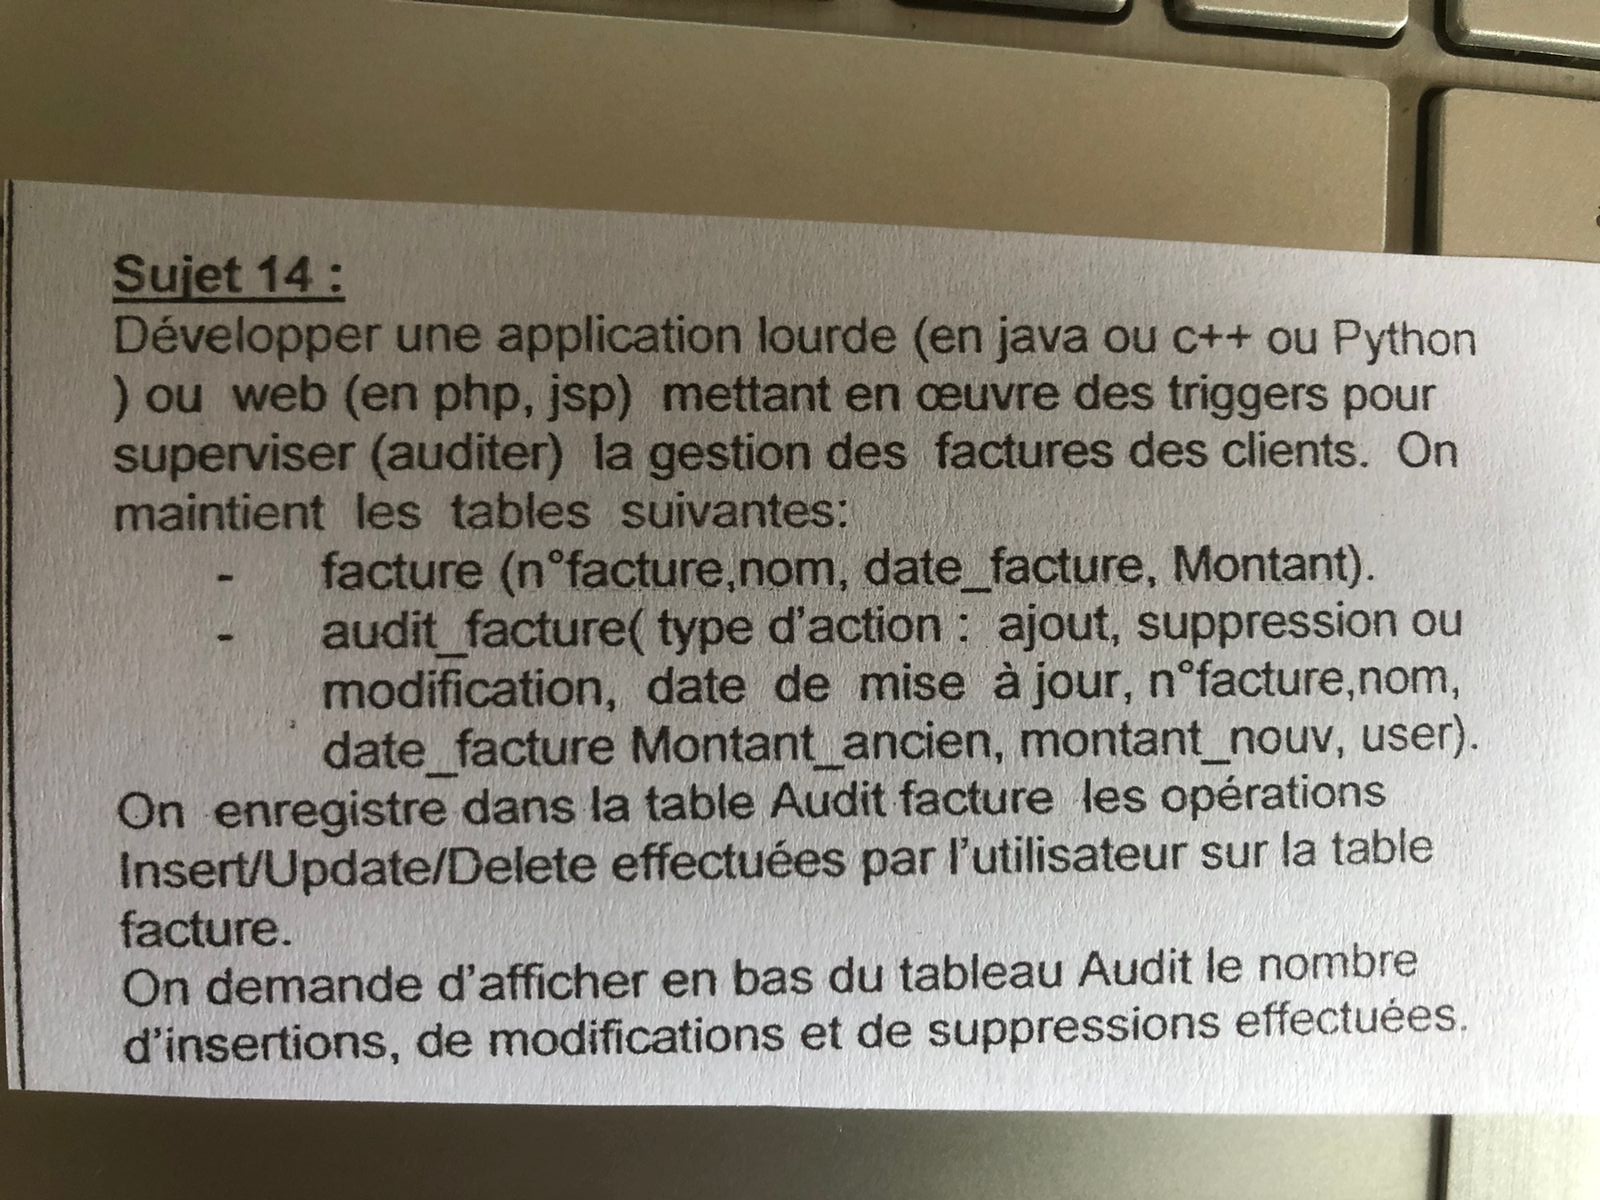 Sujet 14 :
Développer une application lourde (en java ou c++ ou Python
) ou web (en php, jsp) mettant en œuvre des triggers pour
superviser (auditer) la gestion des factures des clients. On
maintient les tables suivantes:
- facture (n°facture,nom, date_facture, Montant).
- audit_facture( type d'action : ajout, suppression ou
modification, date de mise à jour, n°facture,nom,
date_facture Montant_ancien, montant_nouv, user).
On enregistre dans la table Audit facture les opérations
Insert/Update/Delete effectuées par l'utilisateur sur la table
facture.
On demande d'afficher en bas du tableau Audit le nombre
d'insertions, de modifications et de suppressions effectuées.